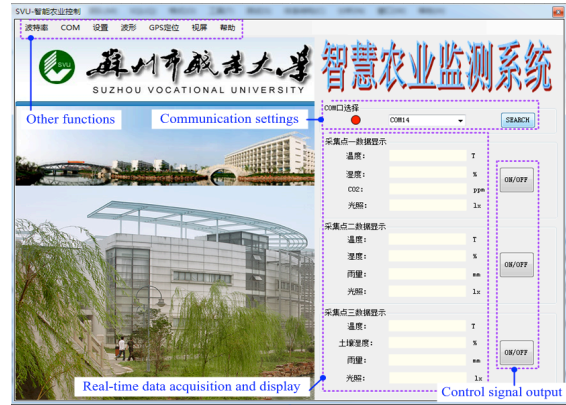 SVU-智能农业控制
波特率 COM 设置 波形 GPS定位 视屏 帮助
SVU
蘇州市職業大學
SUZHOU VOCATIONAL UNIVERSITY
智慧农业监测系统
Other functions
Communication settings
COM口选择
COM14
SEARCH
采集点一数据显示
温度: T
湿度: %
CO2: ppm
光照: lx
ON/OFF
采集点二数据显示
温度: T
湿度: %
雨量: mm
光照: lx
ON/OFF
采集点三数据显示
温度: T
土壤湿度: %
雨量: mm
光照: lx
ON/OFF
Real-time data acquisition and display
Control signal output